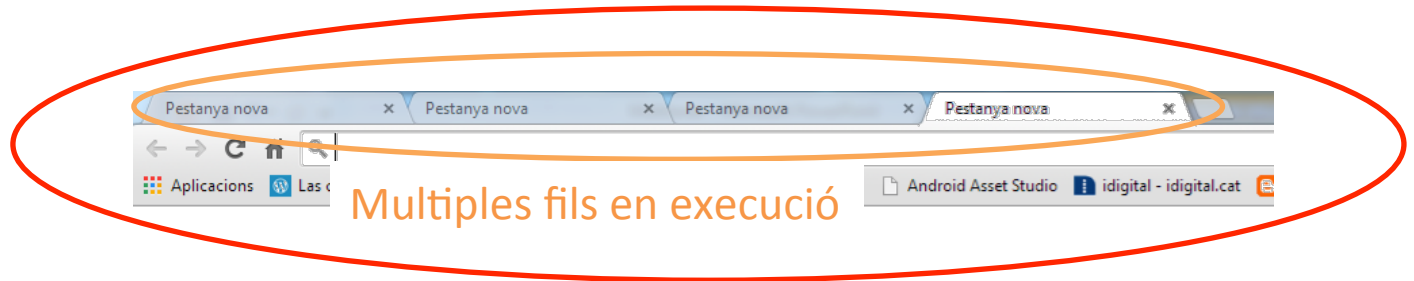 Pestanya nova Pestanya nova Pestanya nova Pestanya nova
Aplicacions Las Android Asset Studio idigital - idigital.cat
Multiples fils en execució